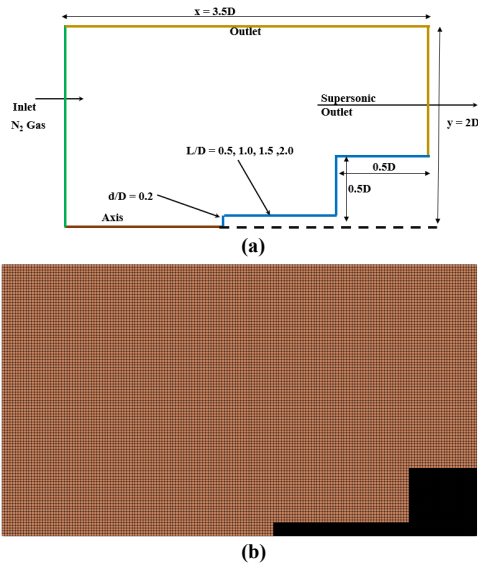 x = 3.5D
Outlet
Inlet
N₂ Gas
Supersonic
Outlet
y = 2D
L/D = 0.5, 1.0, 1.5 ,2.0
0.5D
0.5D
d/D = 0.2
Axis
(a)
(b)